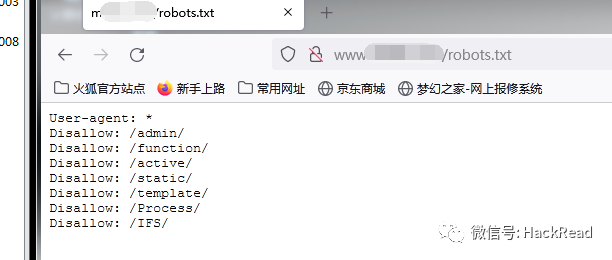 003
008
m /robots.txt
www /robots.txt
火狐官方站点 新手上路 常用网址 京东商城 梦幻之家-网上报修系统
User-agent: *
Disallow: /admin/
Disallow: /function/
Disallow: /active/
Disallow: /static/
Disallow: /template/
Disallow: /Process/
Disallow: /IFS/
微信号: HackRead